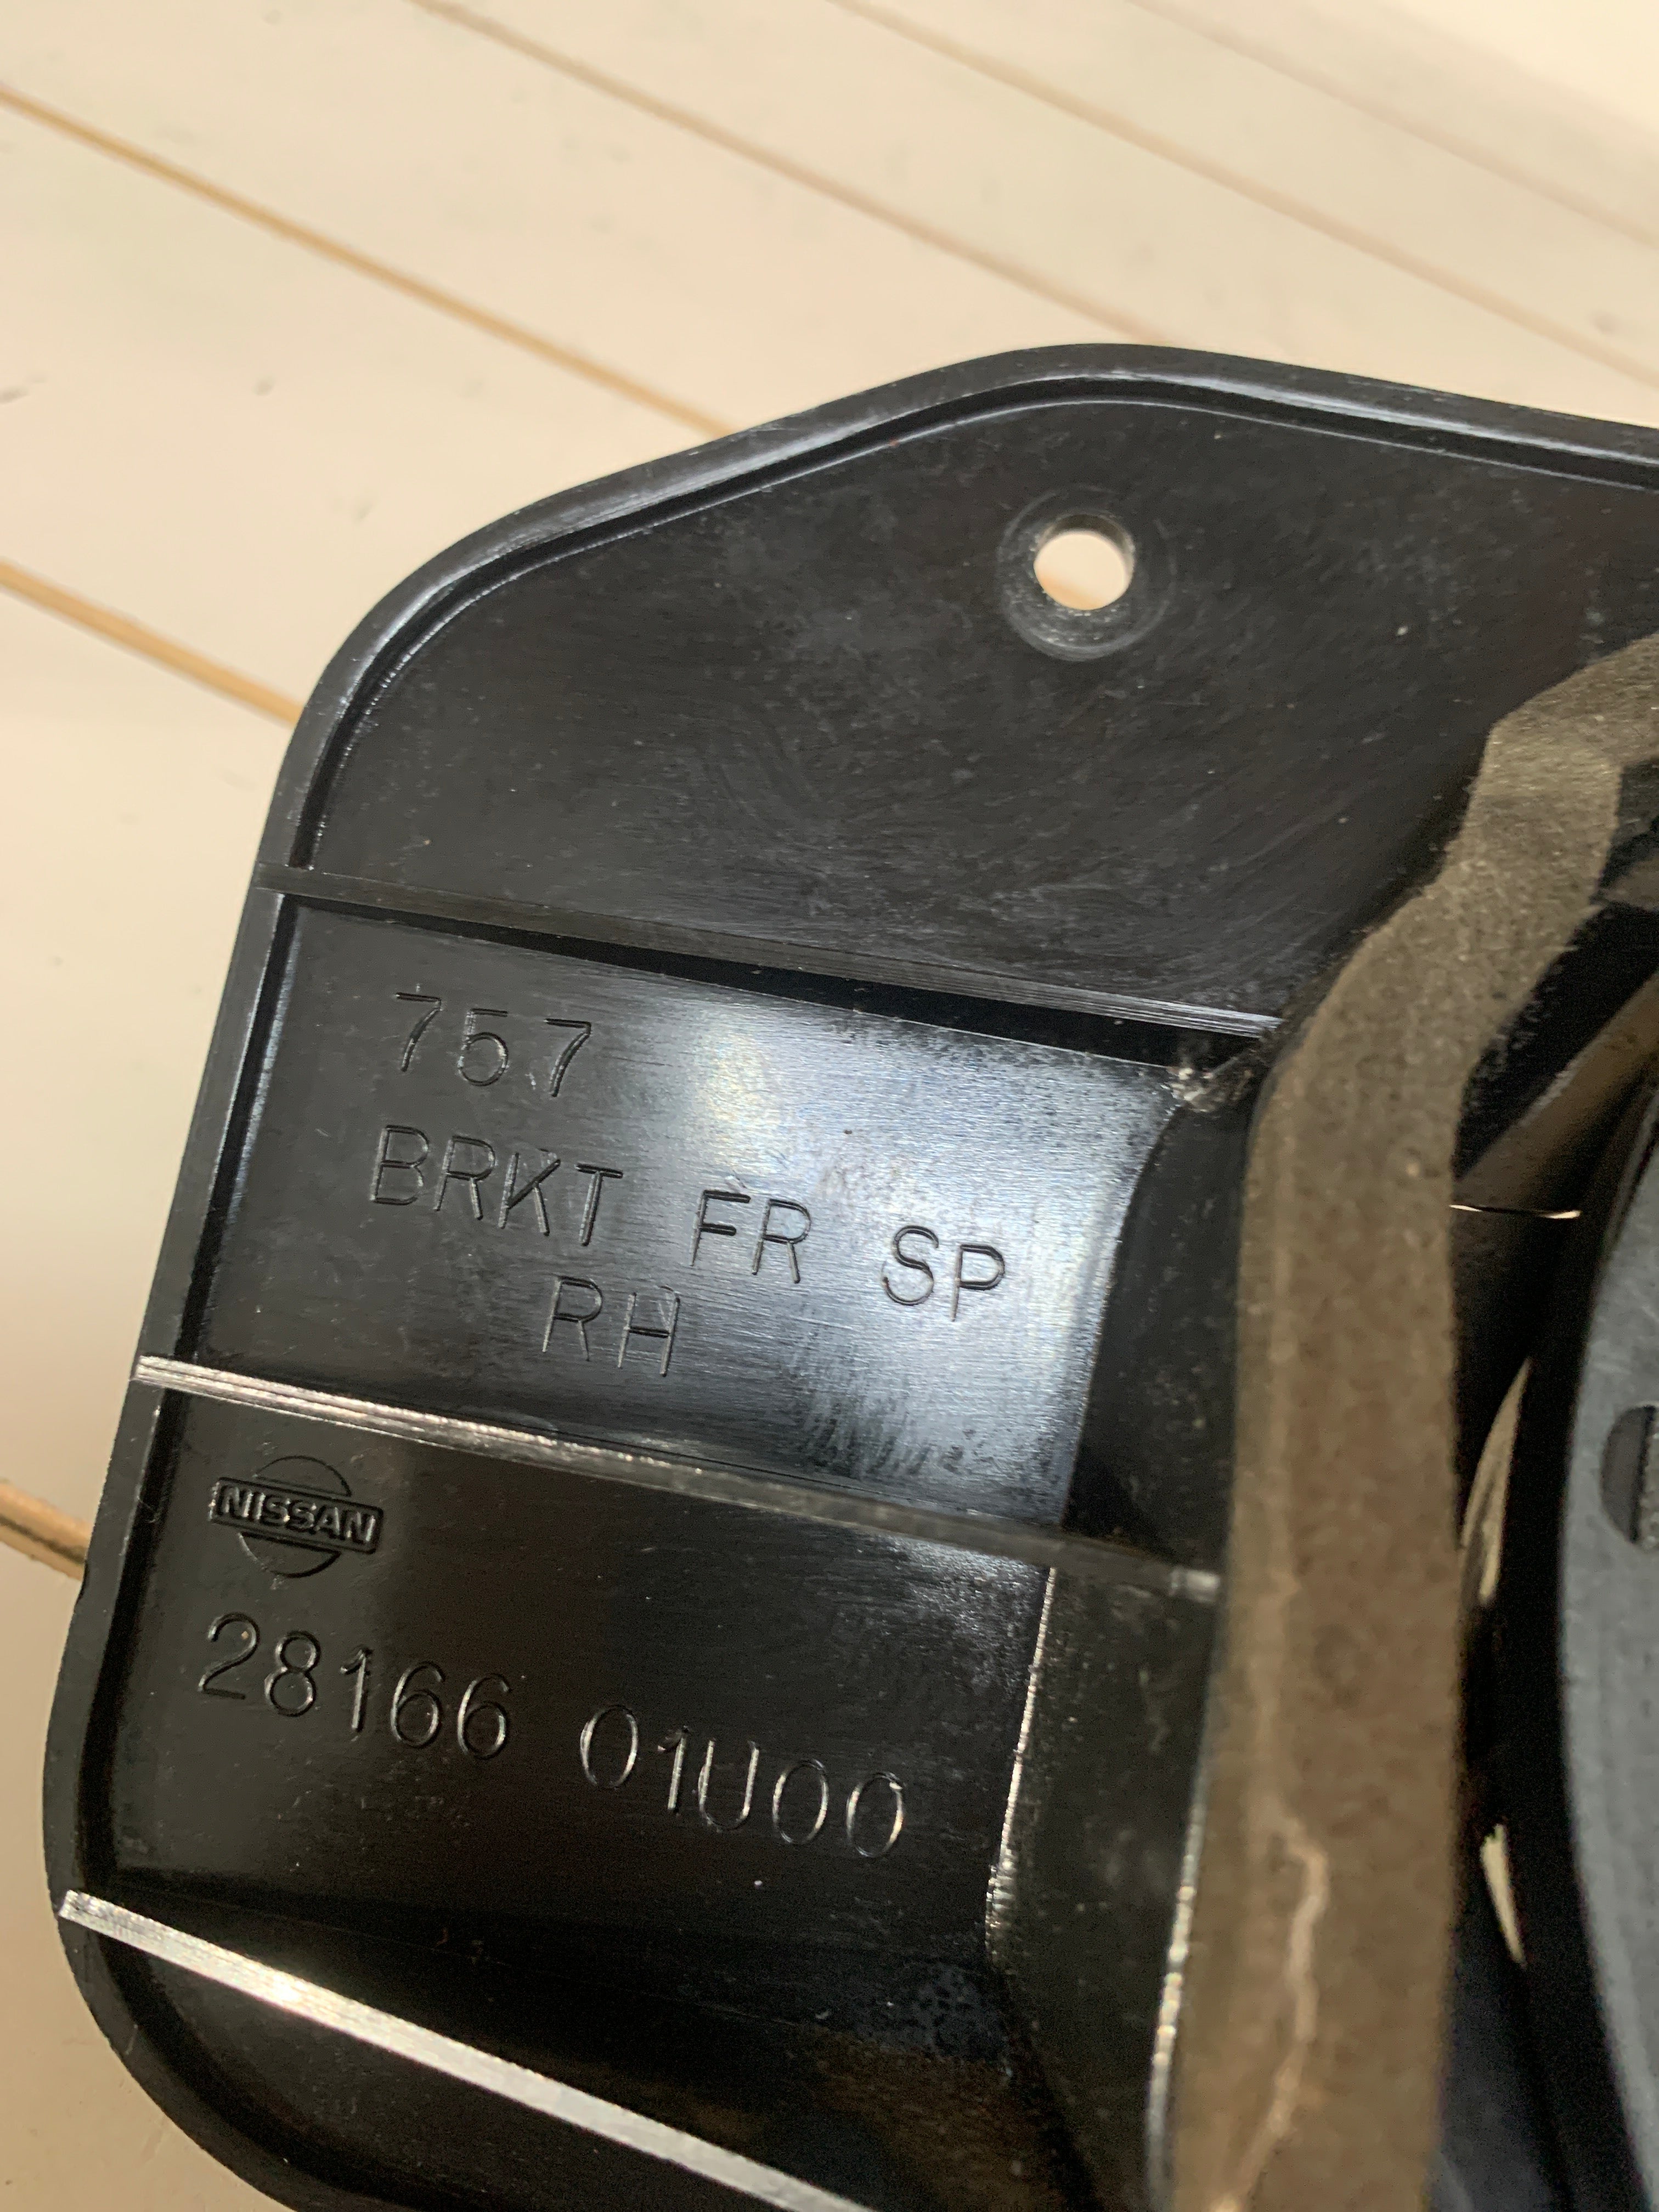 757
BRKT FR SP
RH
NISSAN
28166 01U00